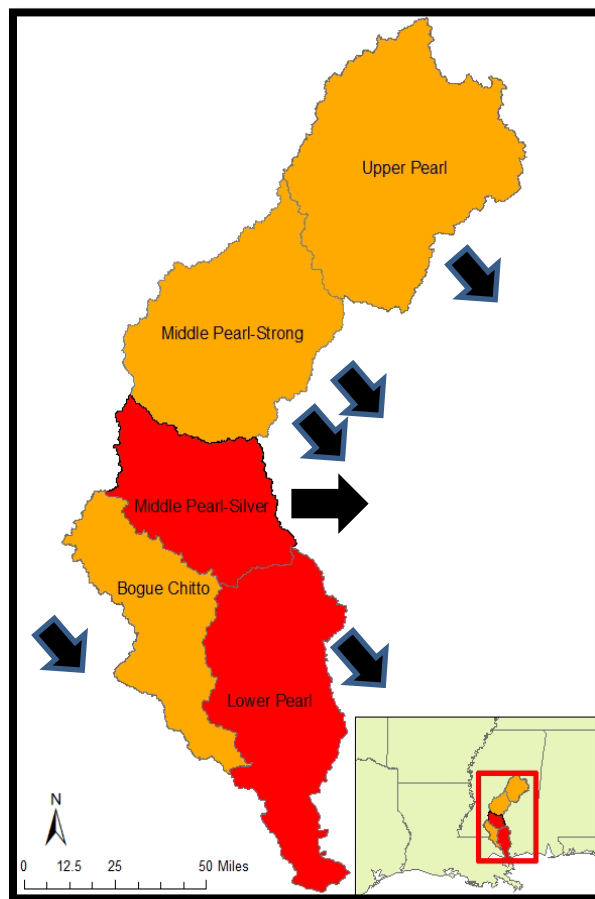 Upper Pearl
Middle Pearl-Strong
Middle Pearl-Silver
Bogue Chitto
Lower Pearl
N
0 12.5 25 50 Miles